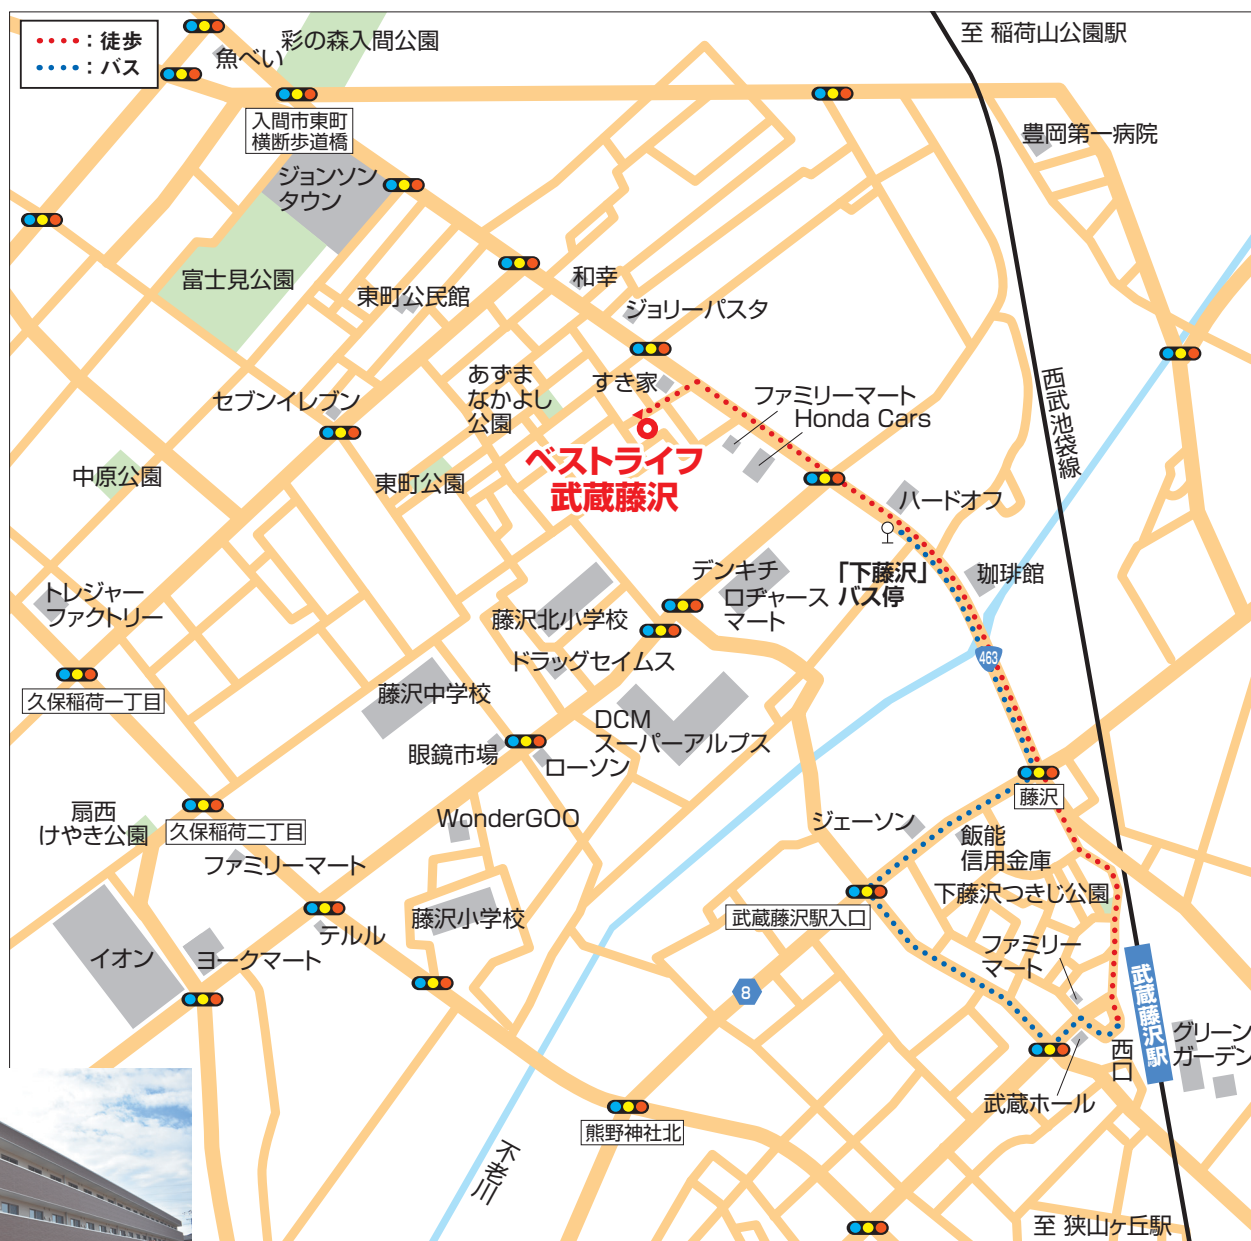 ：徒歩
：バス
彩の森入間公園
魚べい
至 稲荷山公園駅
入間市東町
横断歩道橋
豊岡第一病院
ジョンソン
タウン
富士見公園
東町公民館
和幸
ジョリーパスタ
西武池袋線
あずま
なかよし
公園
すき家
ファミリーマート
Honda Cars
セブンイレブン
ベストライフ
武蔵藤沢
中原公園
東町公園
ハードオフ
「下藤沢」
バス停
珈琲館
デンキチ
ロヂャース
マート
トレジャー
ファクトリー
藤沢北小学校
ドラッグセイムス
463
久保稲荷一丁目
藤沢中学校
DCM
スーパーアルプス
眼鏡市場
ローソン
藤沢
扇西
けやき公園
久保稲荷二丁目
WonderGOO
ジェーソン
飯能
信用金庫
ファミリーマート
下藤沢つきじ公園
武蔵藤沢駅入口
藤沢小学校
テルル
イオン
ヨークマート
ファミリー
マート
8
武蔵藤沢駅
グリーン
ガーデン
西口
武蔵ホール
熊野神社北
不老川
至 狭山ヶ丘駅